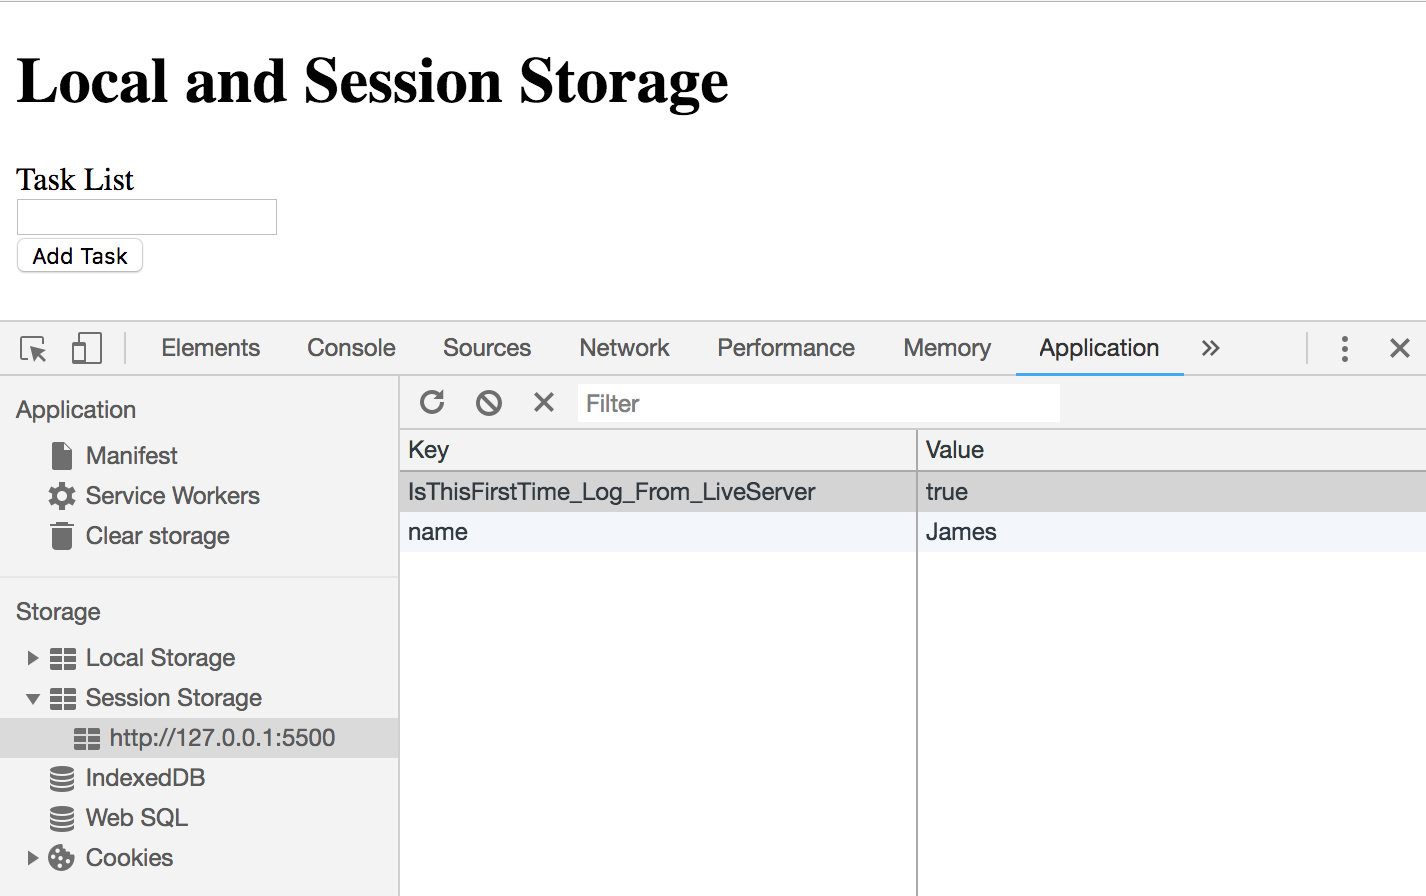 Local and Session Storage
Task List
Add Task
Elements Console Sources Network Performance Memory Application »
Application
Manifest
Service Workers
Clear storage
Storage
Local Storage
Session Storage
http://127.0.0.1:5500
IndexedDB
Web SQL
Cookies
Filter
Key Value
IsThisFirstTime_Log_From_LiveServer true
name James